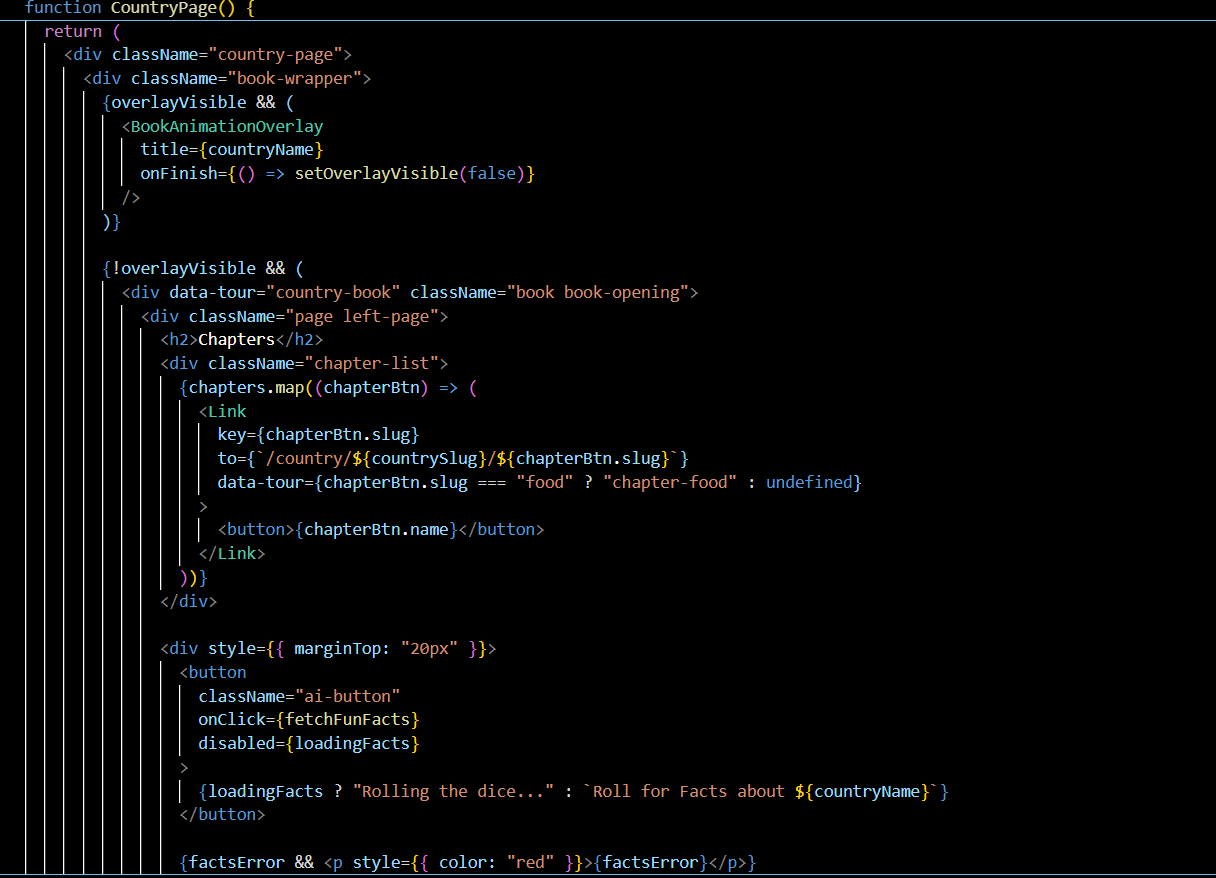 function CountryPage() {
return (
<div className="country-page">
<div className="book-wrapper">
{overlayVisible && (
<BookAnimationOverlay
title={countryName}
onFinish={() => setOverlayVisible(false)}
/>
)}
{!overlayVisible && (
<div data-tour="country-book" className="book book-opening">
<div className="page left-page">
<h2>Chapters</h2>
<div className="chapter-list">
{chapters.map((chapterBtn) => (
<Link
key={chapterBtn.slug}
to={`/country/${countrySlug}/${chapterBtn.slug}`}
data-tour={chapterBtn.slug === "food" ? "chapter-food" : undefined}
>
<button>{chapterBtn.name}</button>
</Link>
))}
</div>
<div style={{ marginTop: "20px" }}>
<button
className="ai-button"
onClick={fetchFunFacts}
disabled={loadingFacts}
>
{loadingFacts ? "Rolling the dice..." : `Roll for Facts about ${countryName}`}
</button>
{factsError && <p style={{ color: "red" }}>{factsError}</p>}